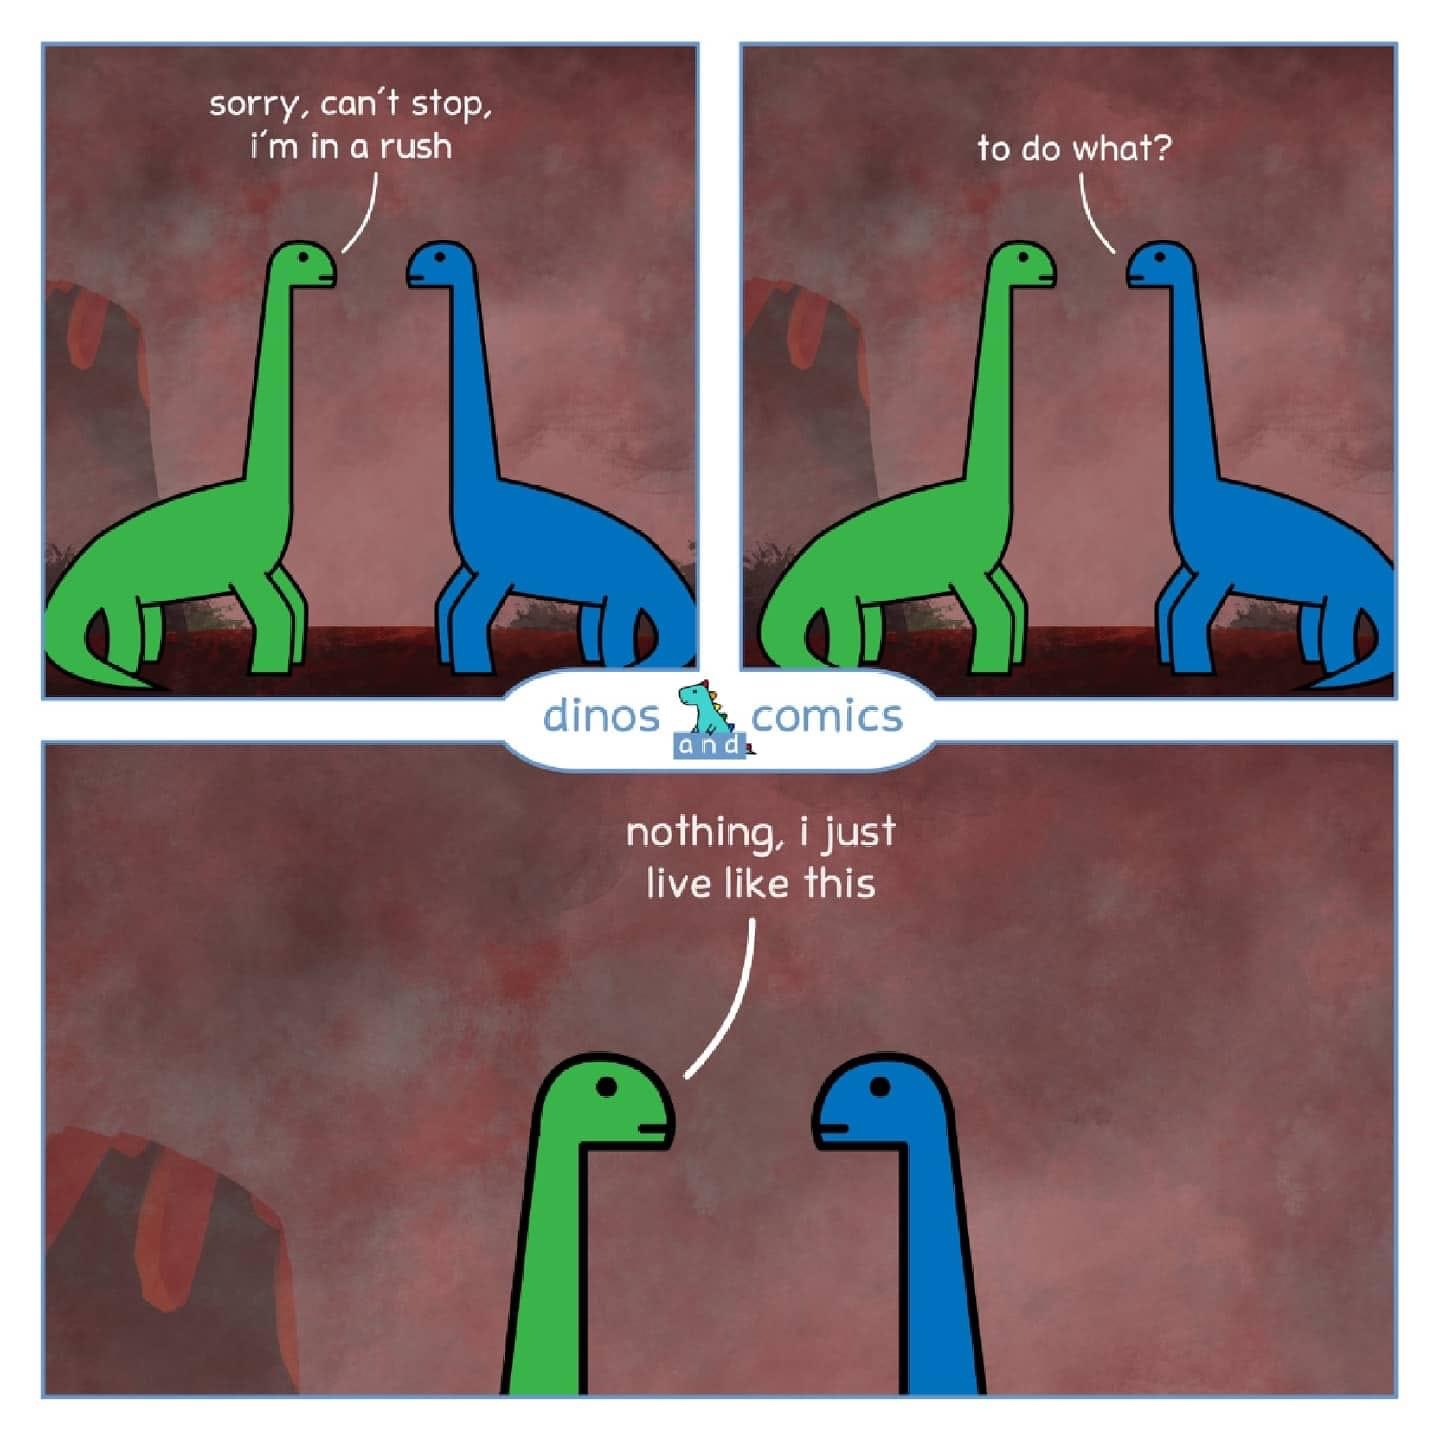 sorry, can´t stop,
i´m in a rush
to do what?
dinos and comics
nothing, i just
live like this